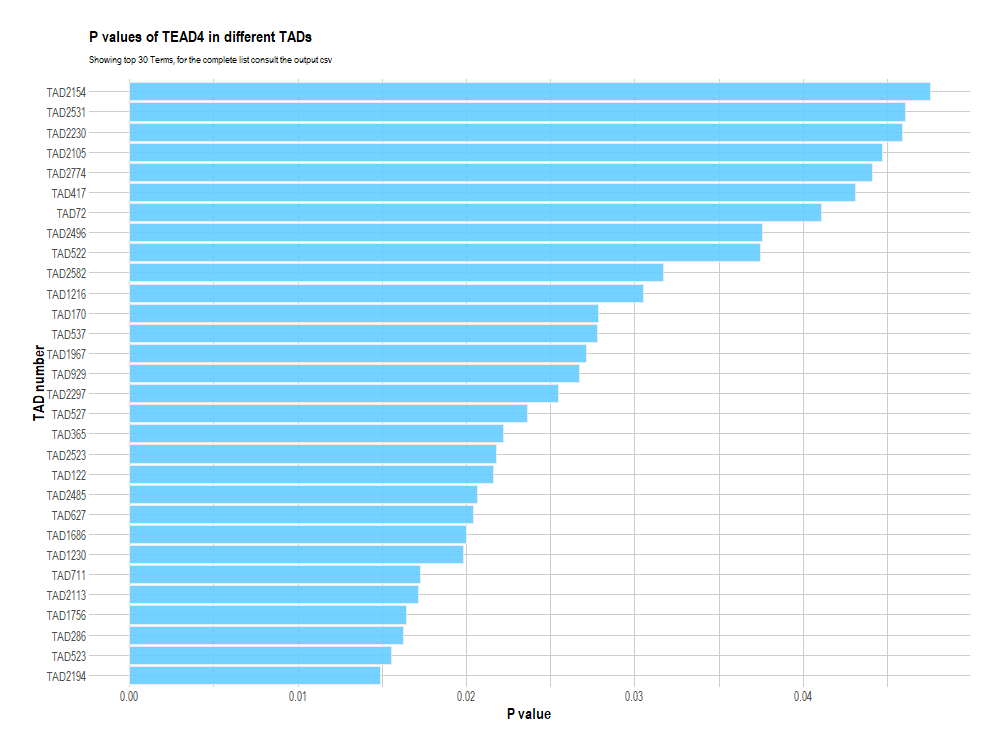 P values of TEAD4 in different TADs
Showing top 30 Terms, for the complete list consult the output csv
TAD2154
TAD2531
TAD2230
TAD2105
TAD2774
TAD417
TAD72
TAD2496
TAD522
TAD2582
TAD1216
TAD170
TAD537
TAD1967
TAD929
TAD2297
TAD527
TAD365
TAD2523
TAD122
TAD2485
TAD627
TAD1686
TAD1230
TAD711
TAD2113
TAD1756
TAD286
TAD523
TAD2194
TAD number
0.00 0.01 0.02 0.03 0.04
P value